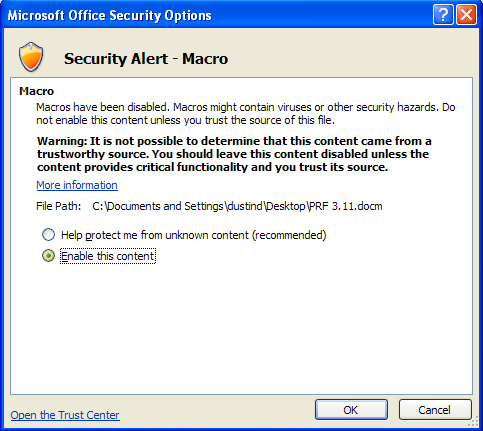 Microsoft Office Security Options
Security Alert - Macro
Macro
Macros have been disabled. Macros might contain viruses or other security hazards. Do
not enable this content unless you trust the source of this file.
Warning: It is not possible to determine that this content came from a
trustworthy source. You should leave this content disabled unless the
content provides critical functionality and you trust its source.
More information
File Path: C:\Documents and Settings\dustind\Desktop\PRF 3.11.docm
Help protect me from unknown content (recommended)
Enable this content
Open the Trust Center
OK
Cancel